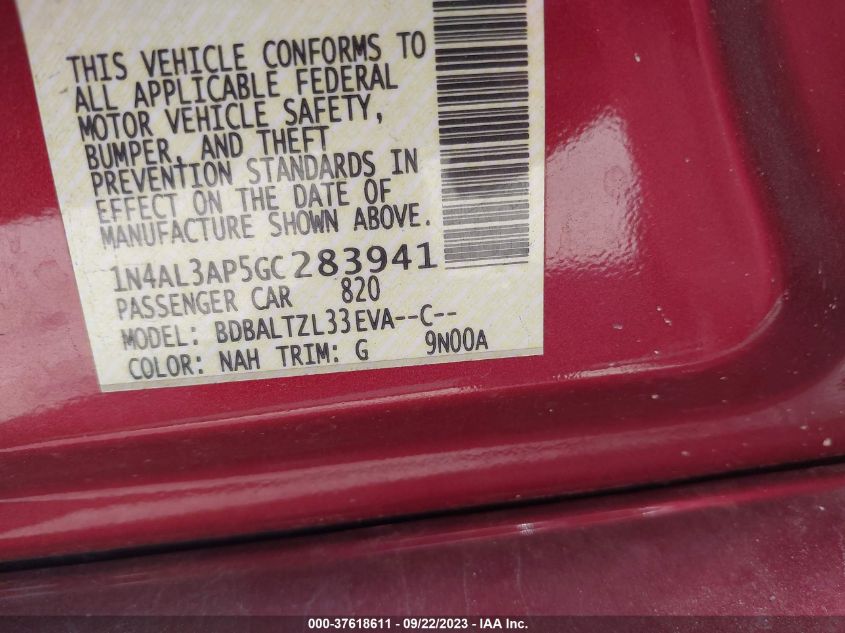 THIS VEHICLE CONFORMS TO
ALL APPLICABLE FEDERAL
MOTOR VEHICLE SAFETY,
BUMPER, AND THEFT
PREVENTION STANDARDS IN
EFFECT ON THE DATE OF
MANUFACTURE SHOWN ABOVE.
1N4AL3AP5GC283941
PASSENGER CAR 820
MODEL: BDBALTZL33EVA--C--
COLOR: NAH TRIM: G 9N00A
000-37618611 - 09/22/2023 - © IAA Inc.